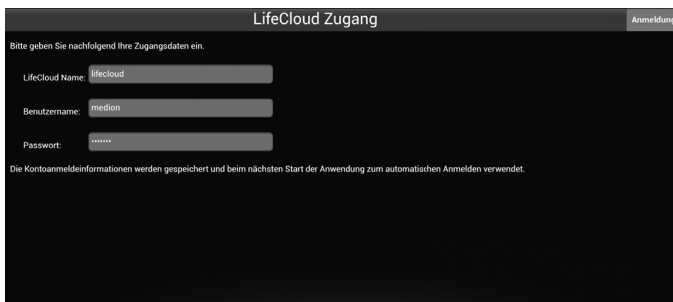 LifeCloud Zugang
Anmeldung
Bitte geben Sie nachfolgend Ihre Zugangsdaten ein.
LifeCloud Name: lifecloud
Benutzername: medion
Passwort: •••••••
Die Kontoanmeldeinformationen werden gespeichert und beim nächsten Start der Anwendung zum automatischen Anmelden verwendet.